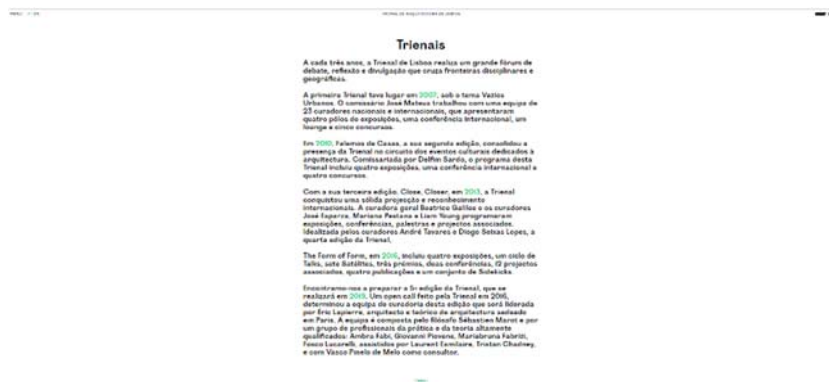 TRIENAL DE ARQUITECTURA DE LISBOA
Trienais
A cada três anos, a Trienal de Lisboa realiza um grande fórum de
debate, reflexão e divulgação que cruza fronteiras disciplinares e
geográficas.
A primeira Trienal teve lugar em 2007, sob o tema Vazios
Urbanos. O comissário José Mateus trabalhou com uma equipa de
23 curadores nacionais e internacionais, que apresentaram
quatro pólos de exposições, uma conferência internacional, um
lounge e cinco concursos.
Em 2010, Falemos de Casas, a sua segunda edição, consolidou a
presença da Trienal no circuito dos eventos culturais dedicados à
arquitectura. Comissariada por Delfim Sardo, o programa desta
Trienal incluiu quatro exposições, uma conferência internacional e
quatro concursos.
Com a sua terceira edição, Close, Closer, em 2013, a Trienal
conquistou uma sólida projecção e reconhecimento
internacionais. A curadora geral Beatrice Galilee e os curadores
José Esparza, Mariana Pestana e Liam Young programaram
exposições, conferências, palestras e projectos associados.
Idealizada pelos curadores André Tavares e Diogo Seixas Lopes, a
quarta edição da Trienal,
The Form of Form, em 2016, incluiu quatro exposições, um ciclo de
Talks, sete Satélites, três prémios, duas conferências, 12 projectos
associados, quatro publicações e um conjunto de Sidekicks.
Encontramo-nos a preparar a 5ª edição da Trienal, que se
realizará em 2019. Um open call feito pela Trienal em 2016,
determinou a equipa de curadoria desta edição que será liderada
por Éric Lapierre, arquitecto e teórico de arquitectura sedeado
em Paris. A equipa é composta pelo filósofo Sébastien Marot e por
um grupo de profissionais da prática e da teoria altamente
qualificados: Ambra Fabi, Giovanni Piovene, Mariabruna Fabrizi,
Fosco Lucarelli, assistidos por Laurent Esmilaire, Tristan Chadney,
e com Vasco Pinelo de Melo como consultor.